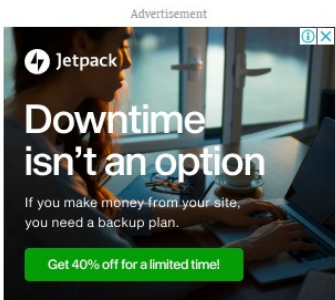 Advertisement
Jetpack
Downtime
isn't an option
If you make money from your site,
you need a backup plan.
Get 40% off for a limited time!